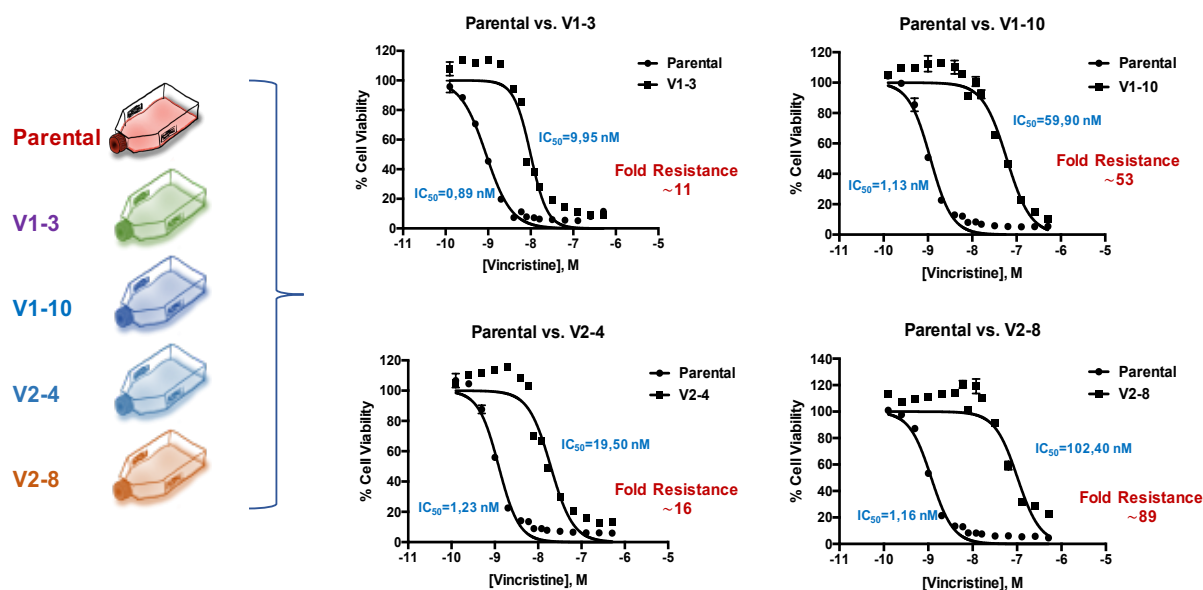 Parental
V1-3
V1-10
V2-4
V2-8
Parental vs. V1-3
% Cell Viability
120
100
80
60
40
20
0
-11 -10 -9 -8 -7 -6 -5
[Vincristine], M
Parental
V1-3
IC50=9,95 nM
IC50=0,89 nM
Fold Resistance
~11
Parental vs. V1-10
% Cell Viability
120
100
80
60
40
20
0
-11 -10 -9 -8 -7 -6 -5
[Vincristine], M
Parental
V1-10
IC50=59,90 nM
IC50=1,13 nM
Fold Resistance
~53
Parental vs. V2-4
% Cell Viability
120
100
80
60
40
20
0
-11 -10 -9 -8 -7 -6 -5
[Vincristine], M
Parental
V2-4
IC50=19,50 nM
IC50=1,23 nM
Fold Resistance
~16
Parental vs. V2-8
% Cell Viability
140
120
100
80
60
40
20
0
-11 -10 -9 -8 -7 -6 -5
[Vincristine], M
Parental
V2-8
IC50=102,40 nM
IC50=1,16 nM
Fold Resistance
~89